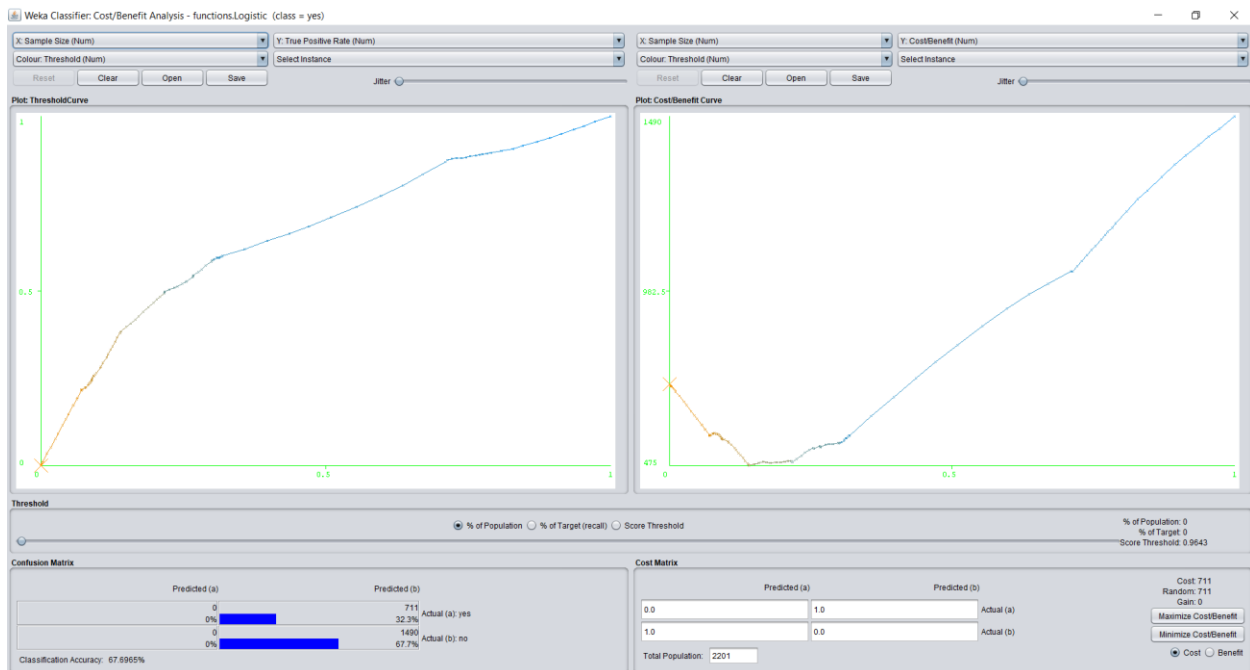 Weka Classifier: Cost/Benefit Analysis - functions.Logistic (class = yes)
X: Sample Size (Num) Y: True Positive Rate (Num)
Colour: Threshold (Num) Select Instance
Reset Clear Open Save Jitter
Plot: ThresholdCurve
1
0.5
0
0 0.5 1
X: Sample Size (Num) Y: Cost/Benefit (Num)
Colour: Threshold (Num) Select Instance
Reset Clear Open Save Jitter
Plot: Cost/Benefit Curve
1490
982.5
475
0 0.5 1
Threshold
% of Population % of Target (recall) Score Threshold
% of Population: 0
% of Target: 0
Score Threshold: 0.9643
Confusion Matrix
Predicted (a) Predicted (b)
0 711 Actual (a): yes
0% 32.3%
0 1490 Actual (b): no
0% 67.7%
Classification Accuracy: 67.6965%
Cost Matrix
Predicted (a) Predicted (b)
0.0 1.0 Actual (a)
1.0 0.0 Actual (b)
Total Population: 2201
Cost: 711
Random: 711
Gain: 0
Maximize Cost/Benefit
Minimize Cost/Benefit
Cost Benefit